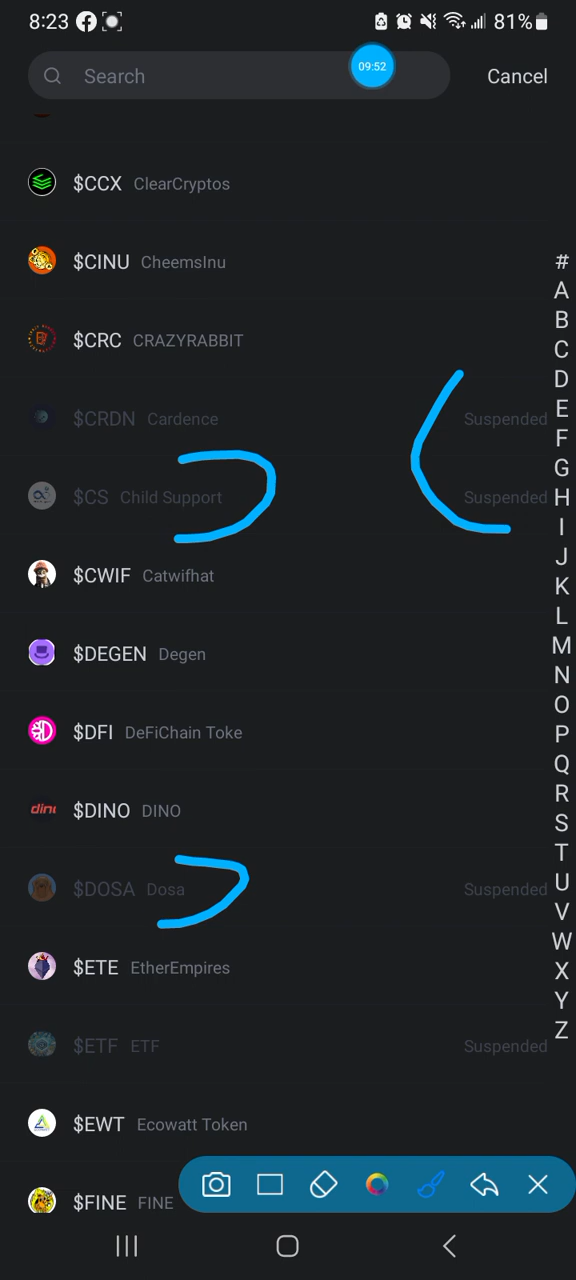 8:23 81%
Search 09:52 Cancel
$CCX ClearCryptos
$CINU CheemsInu
$CRC CRAZYRABBIT
$CRDN Cardence Suspended
$CS Child Support Suspended
$CWIF Catwifhat
$DEGEN Degen
$DFI DeFiChain Toke
$DINO DINO
$DOSA Dosa Suspended
$ETE EtherEmpires
$ETF ETF Suspended
$EWT Ecowatt Token
$FINE FINE
#
A
B
C
D
E
F
G
H
I
J
K
L
M
N
O
P
Q
R
S
T
U
V
W
X
Y
Z